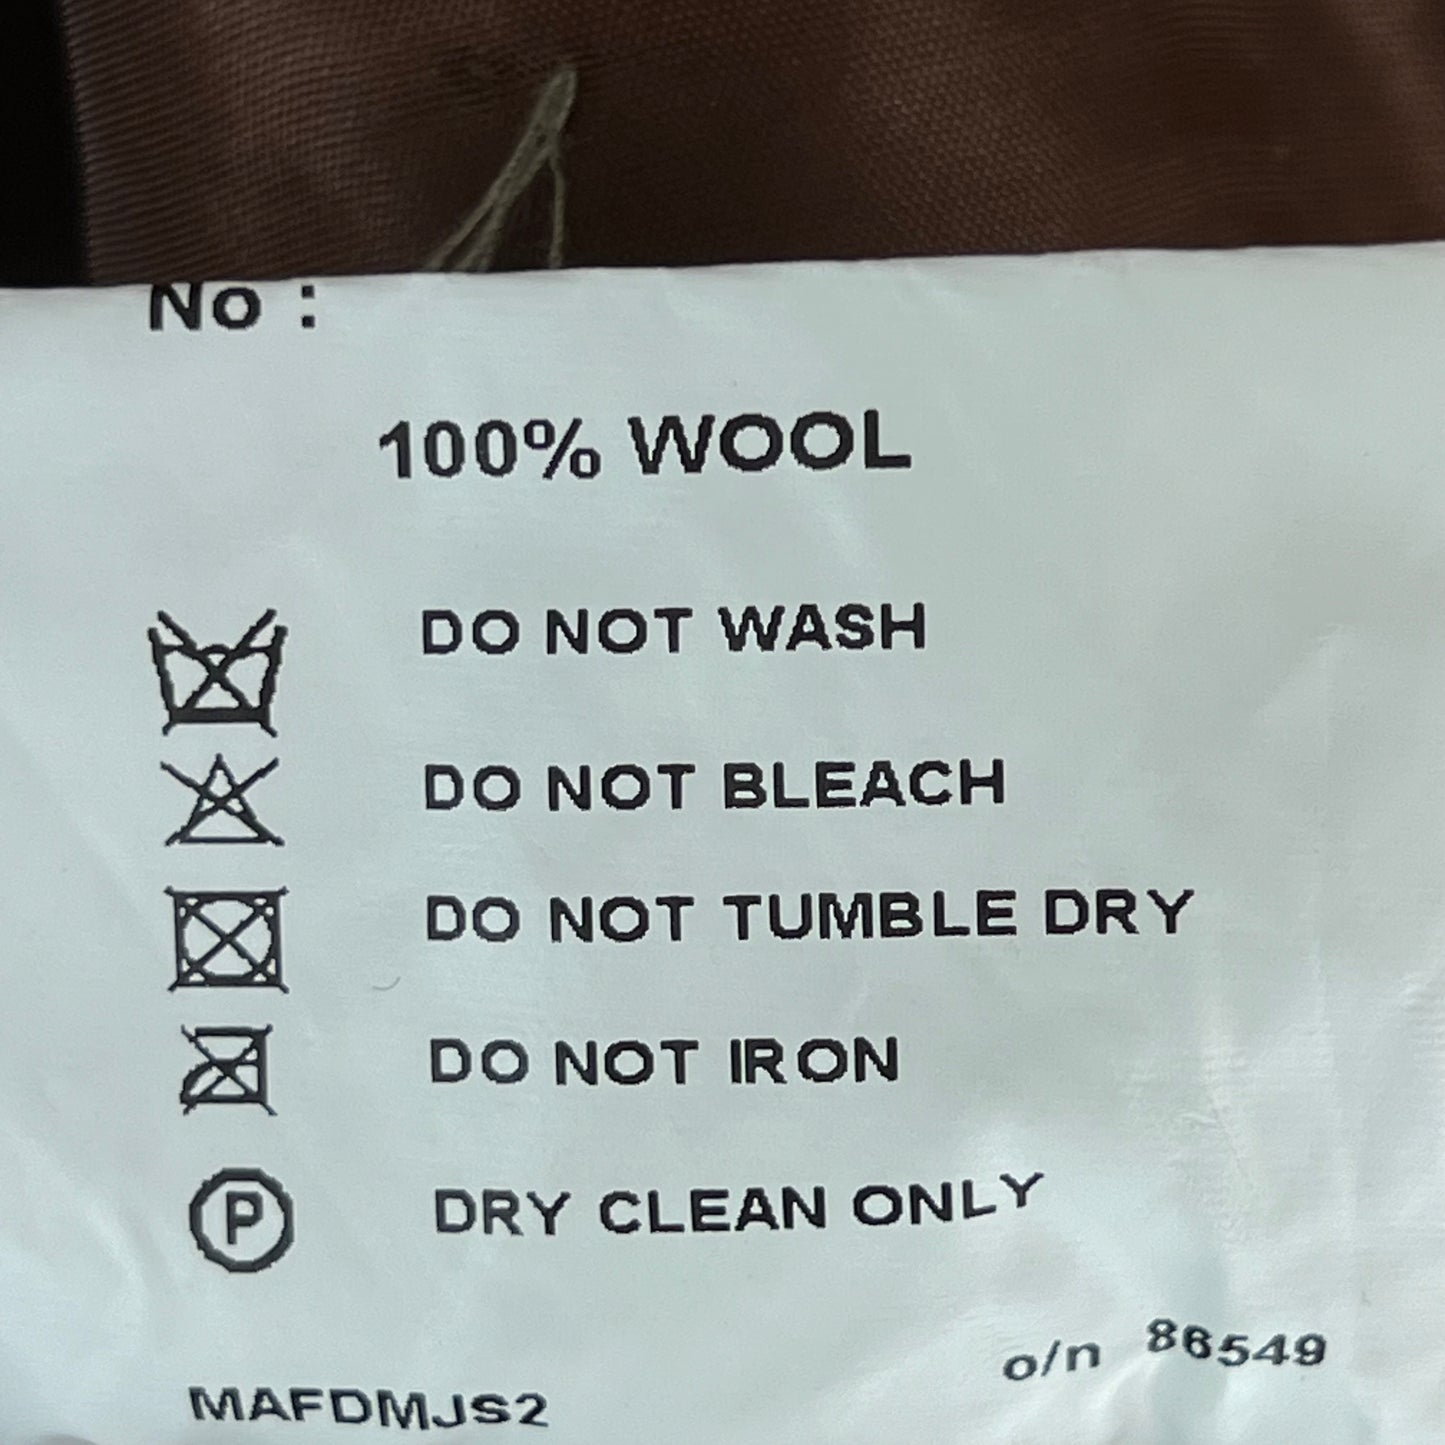 No :
100% WOOL
DO NOT WASH
DO NOT BLEACH
DO NOT TUMBLE DRY
DO NOT IRON
P DRY CLEAN ONLY
o/n 86549
MAFDMJS2